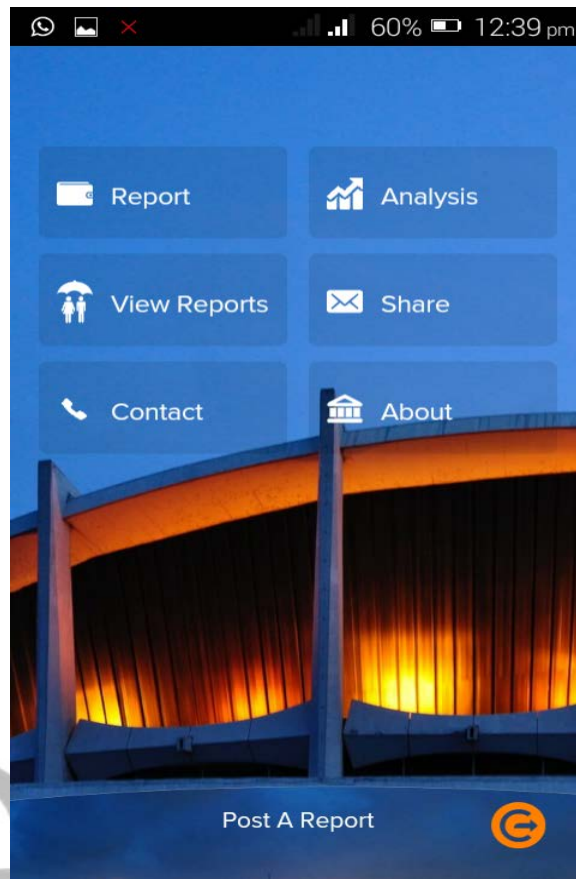 60% 12:39 pm
Report
Analysis
View Reports
Share
Contact
About
Post A Report